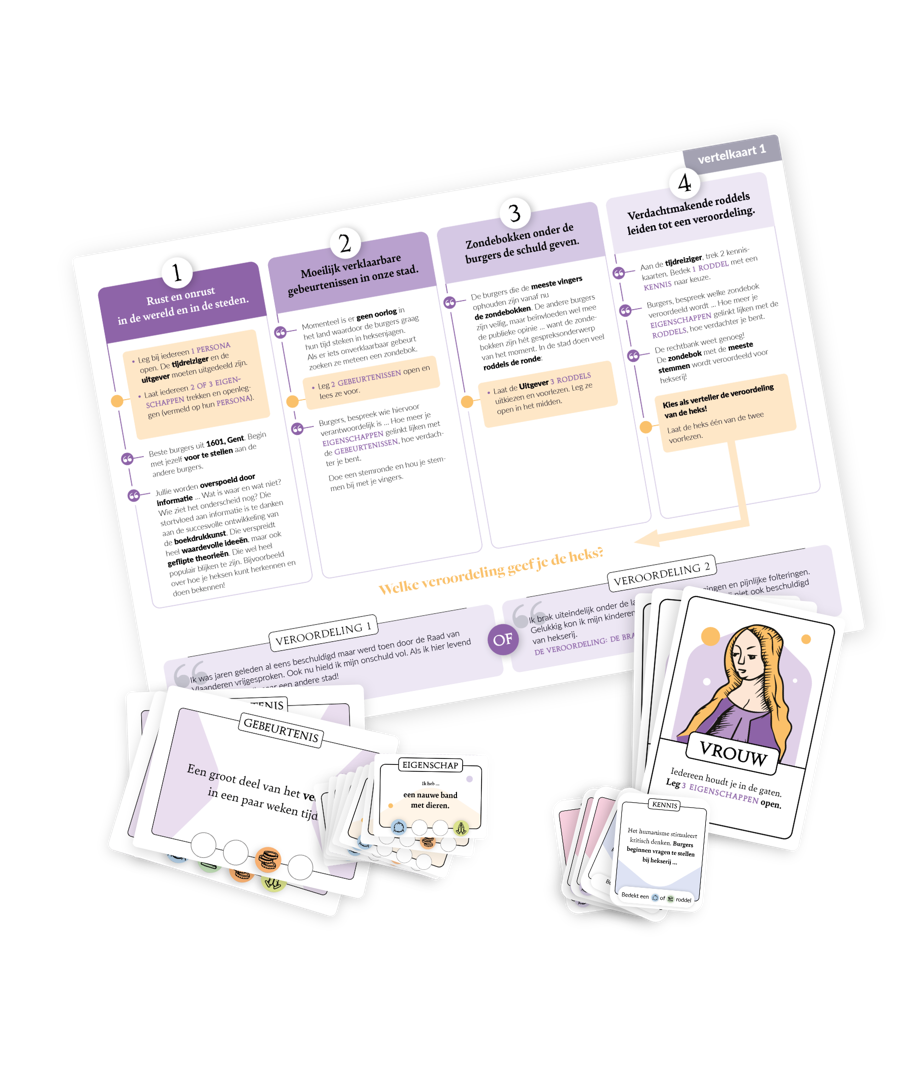 vertelkaart 1
1
Rust en onrust
in de wereld en in de steden.
• Leg bij iedereen 1 PERSONA
open. De tijdreiziger en de
uitgever moeten uitgedeeld zijn.
• Laat iedereen 2 OF 3 EIGEN-
SCHAPPEN trekken en openleg-
gen (vermeld op hun PERSONA).
Beste burgers uit 1601, Gent. Begin
met jezelf voor te stellen aan de
andere burgers.
Jullie worden overspoeld door
informatie ... Wat is waar en wat niet?
Wie ziet het onderscheid nog? Die
stortvloed aan informatie is te danken
aan de succesvolle ontwikkeling van
de boekdrukkunst. Die verspreidt
heel waardevolle ideeën, maar ook
geflipte theorieën. Die wel heel
populair blijken te zijn. Bijvoorbeeld
over hoe je heksen kunt herkennen en
doen bekennen!
2
Moeilijk verklaarbare
gebeurtenissen in onze stad.
Momenteel is er geen oorlog in
het land waardoor de burgers graag
hun tijd steken in heksenjagen.
Als er iets onverklaarbaar gebeurt
zoeken ze meteen een zondebok.
• Leg 2 GEBEURTENISSEN open en
lees ze voor.
Burgers, bespreek wie hiervoor
verantwoordelijk is ... Hoe meer je
EIGENSCHAPPEN gelinkt lijken met
de GEBEURTENISSEN, hoe verdach-
ter je bent.
Doe een stemronde en hou je stem-
men bij met je vingers.
3
Zondebokken onder de
burgers de schuld geven.
De burgers die de meeste vingers
ophouden zijn vanaf nu
de zondebokken. De andere burgers
zijn veilig, maar beïnvloeden wel mee
de publieke opinie ... want de zonde-
bokken zijn hét gespreksonderwerp
van het moment. In de stad doen veel
roddels de ronde:
• Laat de Uitgever 3 RODDELS
uitkiezen en voorlezen. Leg ze
open in het midden.
4
Verdachtmakende roddels
leiden tot een veroordeling.
Aan de tijdreiziger, trek 2 kennis-
kaarten. Bedek 1 RODDEL met een
KENNIS naar keuze.
Burgers, bespreek welke zondebok
veroordeeld wordt ... Hoe meer je
EIGENSCHAPPEN gelinkt lijken met de
RODDELS, hoe verdachter je bent.
De rechtbank weet genoeg!
De zondebok met de meeste
stemmen wordt veroordeeld voor
hekserij!
Kies als verteller de veroordeling
van de heks!
Laat de heks één van de twee
voorlezen.
Welke veroordeling geef je de heks?
VEROORDELING 1
Ik was jaren geleden al eens beschuldigd maar werd toen door de Raad van
Vlaanderen vrijgesproken. Ook nu hield ik mijn onschuld vol. Als ik hier levend
een andere stad!
OF
VEROORDELING 2
Ik brak uiteindelijk onder de
ingen en pijnlijke folteringen.
Gelukkig kon ik mijn kinderen
niet ook beschuldigd
van hekserij.
DE VEROORDELING: DE BRA
GEBEURTENIS
Een groot deel van het
in een paar weken tijd
EIGENSCHAP
Ik heb ...
een nauwe band
met dieren.
VROUW
Iedereen houdt je in de gaten.
Leg 3 EIGENSCHAPPEN open.
KENNIS
Het humanisme stimuleert
kritisch denken. Burgers
beginnen vragen te stellen
bij hekserij ...
Bedekt een of roddel